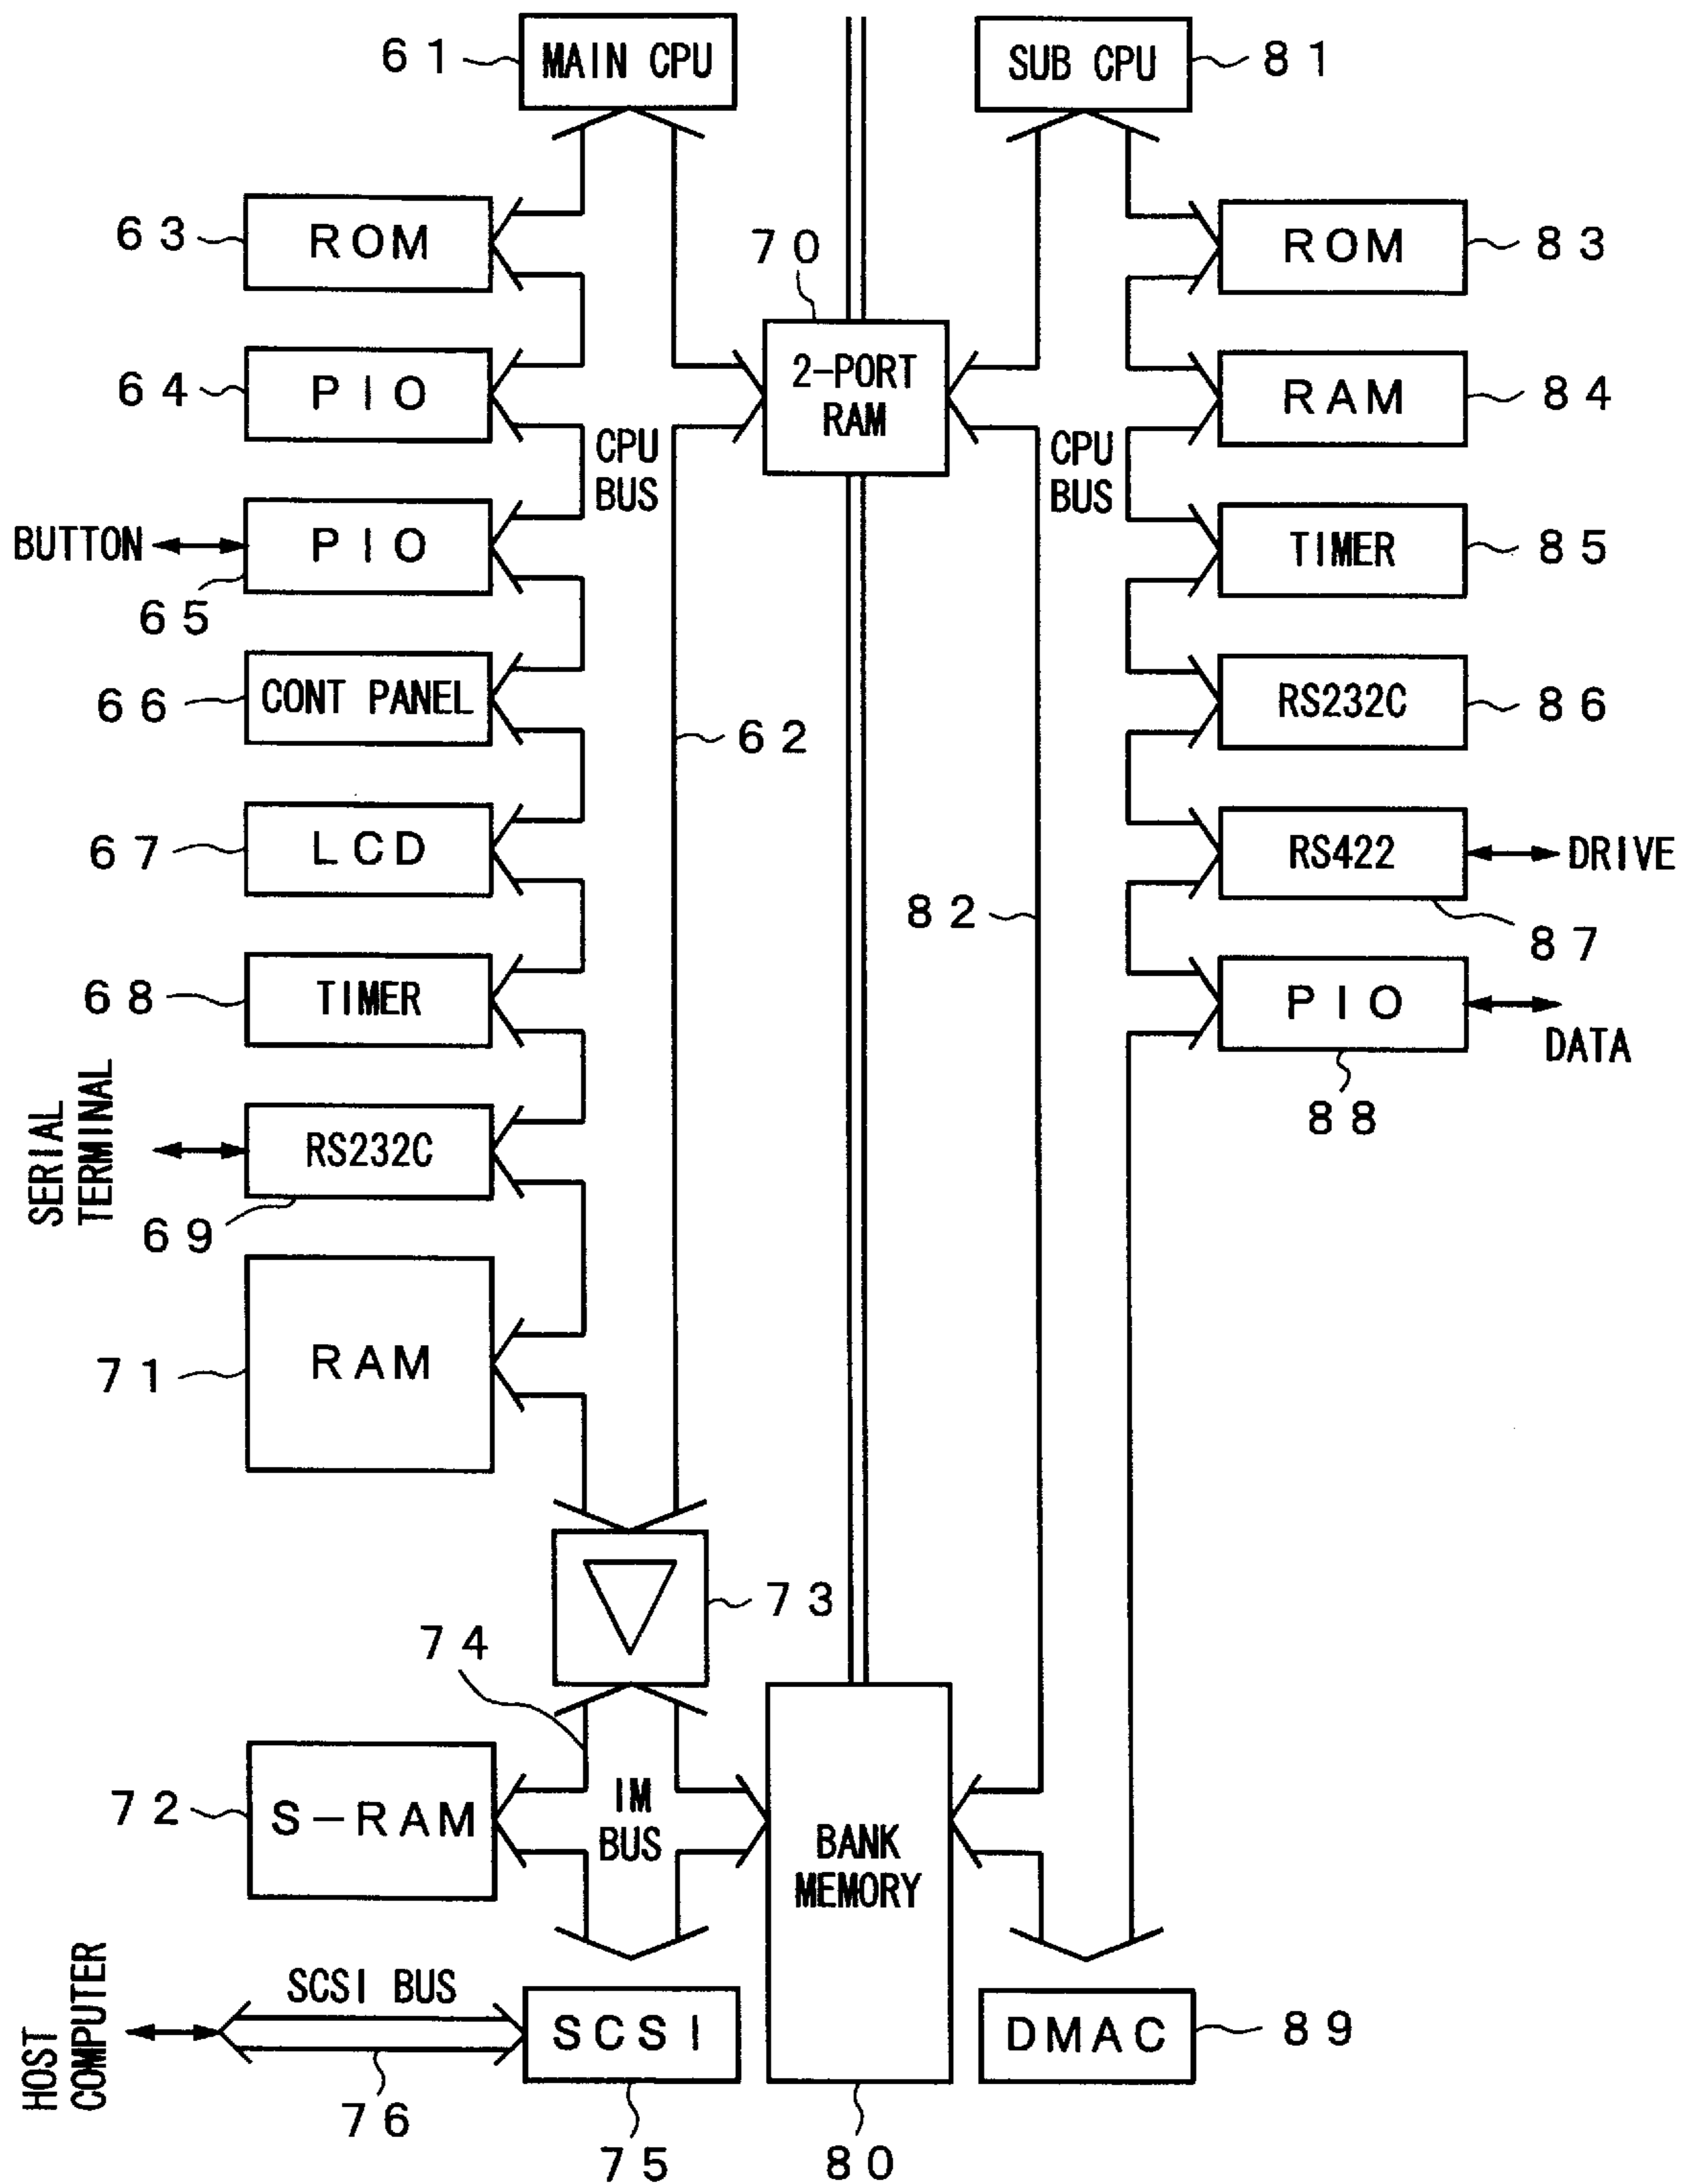 61
MAIN CPU
SUB CPU
81
63
ROM
70
ROM
83
64
PIO
2-PORT
RAM
RAM
84
CPU
BUS
CPU
BUS
BUTTON
PIO
65
TIMER
85
66
CONT PANEL
62
RS232C
86
67
LCD
82
RS422
DRIVE
87
68
TIMER
PIO
DATA
88
SERIAL
TERMINAL
RS232C
69
71
RAM
73
74
72
S-RAM
IM
BUS
BANK
MEMORY
HOST
COMPUTER
SCSI BUS
76
SCSI
75
80
DMAC
89